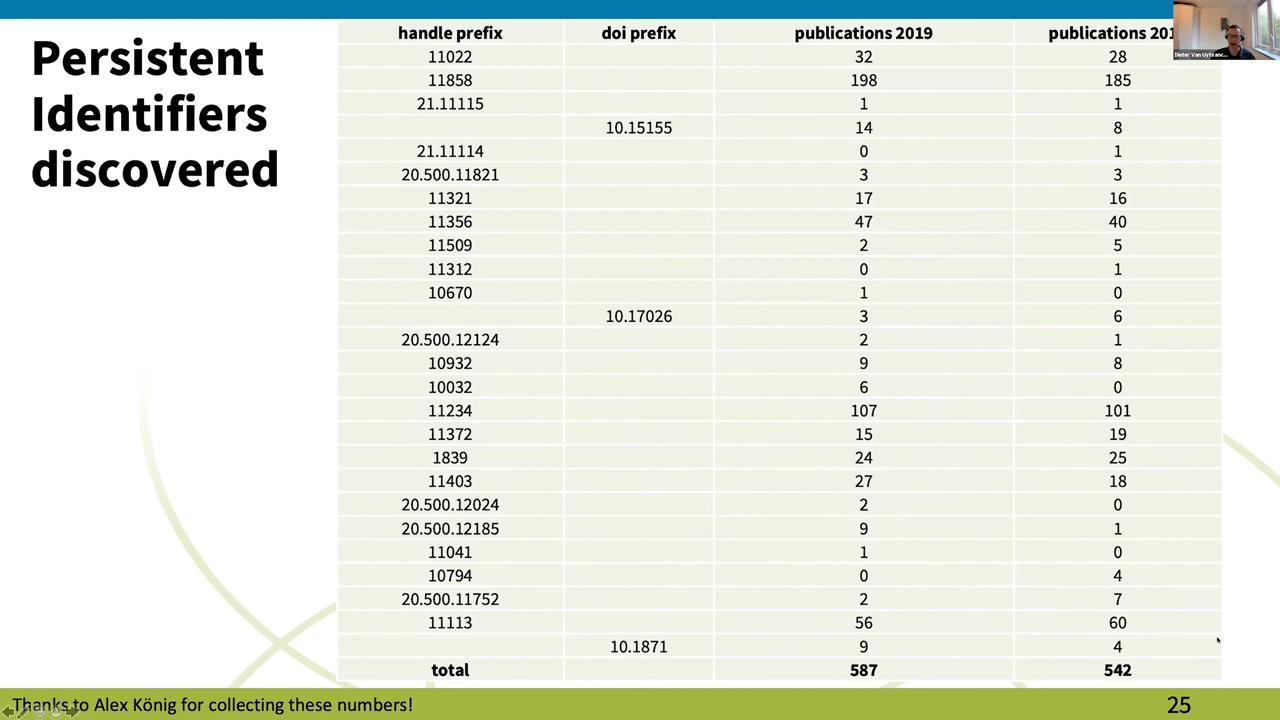 Persistent
Identifiers
discovered
handle prefix doi prefix publications 2019 publications 201
11022 32 28
11858 198 185
21.11115 1 1
10.15155 14 8
21.11114 0 1
20.500.11821 3 3
11321 17 16
11356 47 40
11509 2 5
11312 0 1
10670 1 0
10.17026 3 6
20.500.12124 2 1
10932 9 8
10032 6 0
11234 107 101
11372 15 19
1839 24 25
11403 27 18
20.500.12024 2 0
20.500.12185 9 1
11041 1 0
10794 0 4
20.500.11752 2 7
11113 56 60
10.1871 9 4
total 587 542
Thanks to Alex König for collecting these numbers!
25
Dieter Van